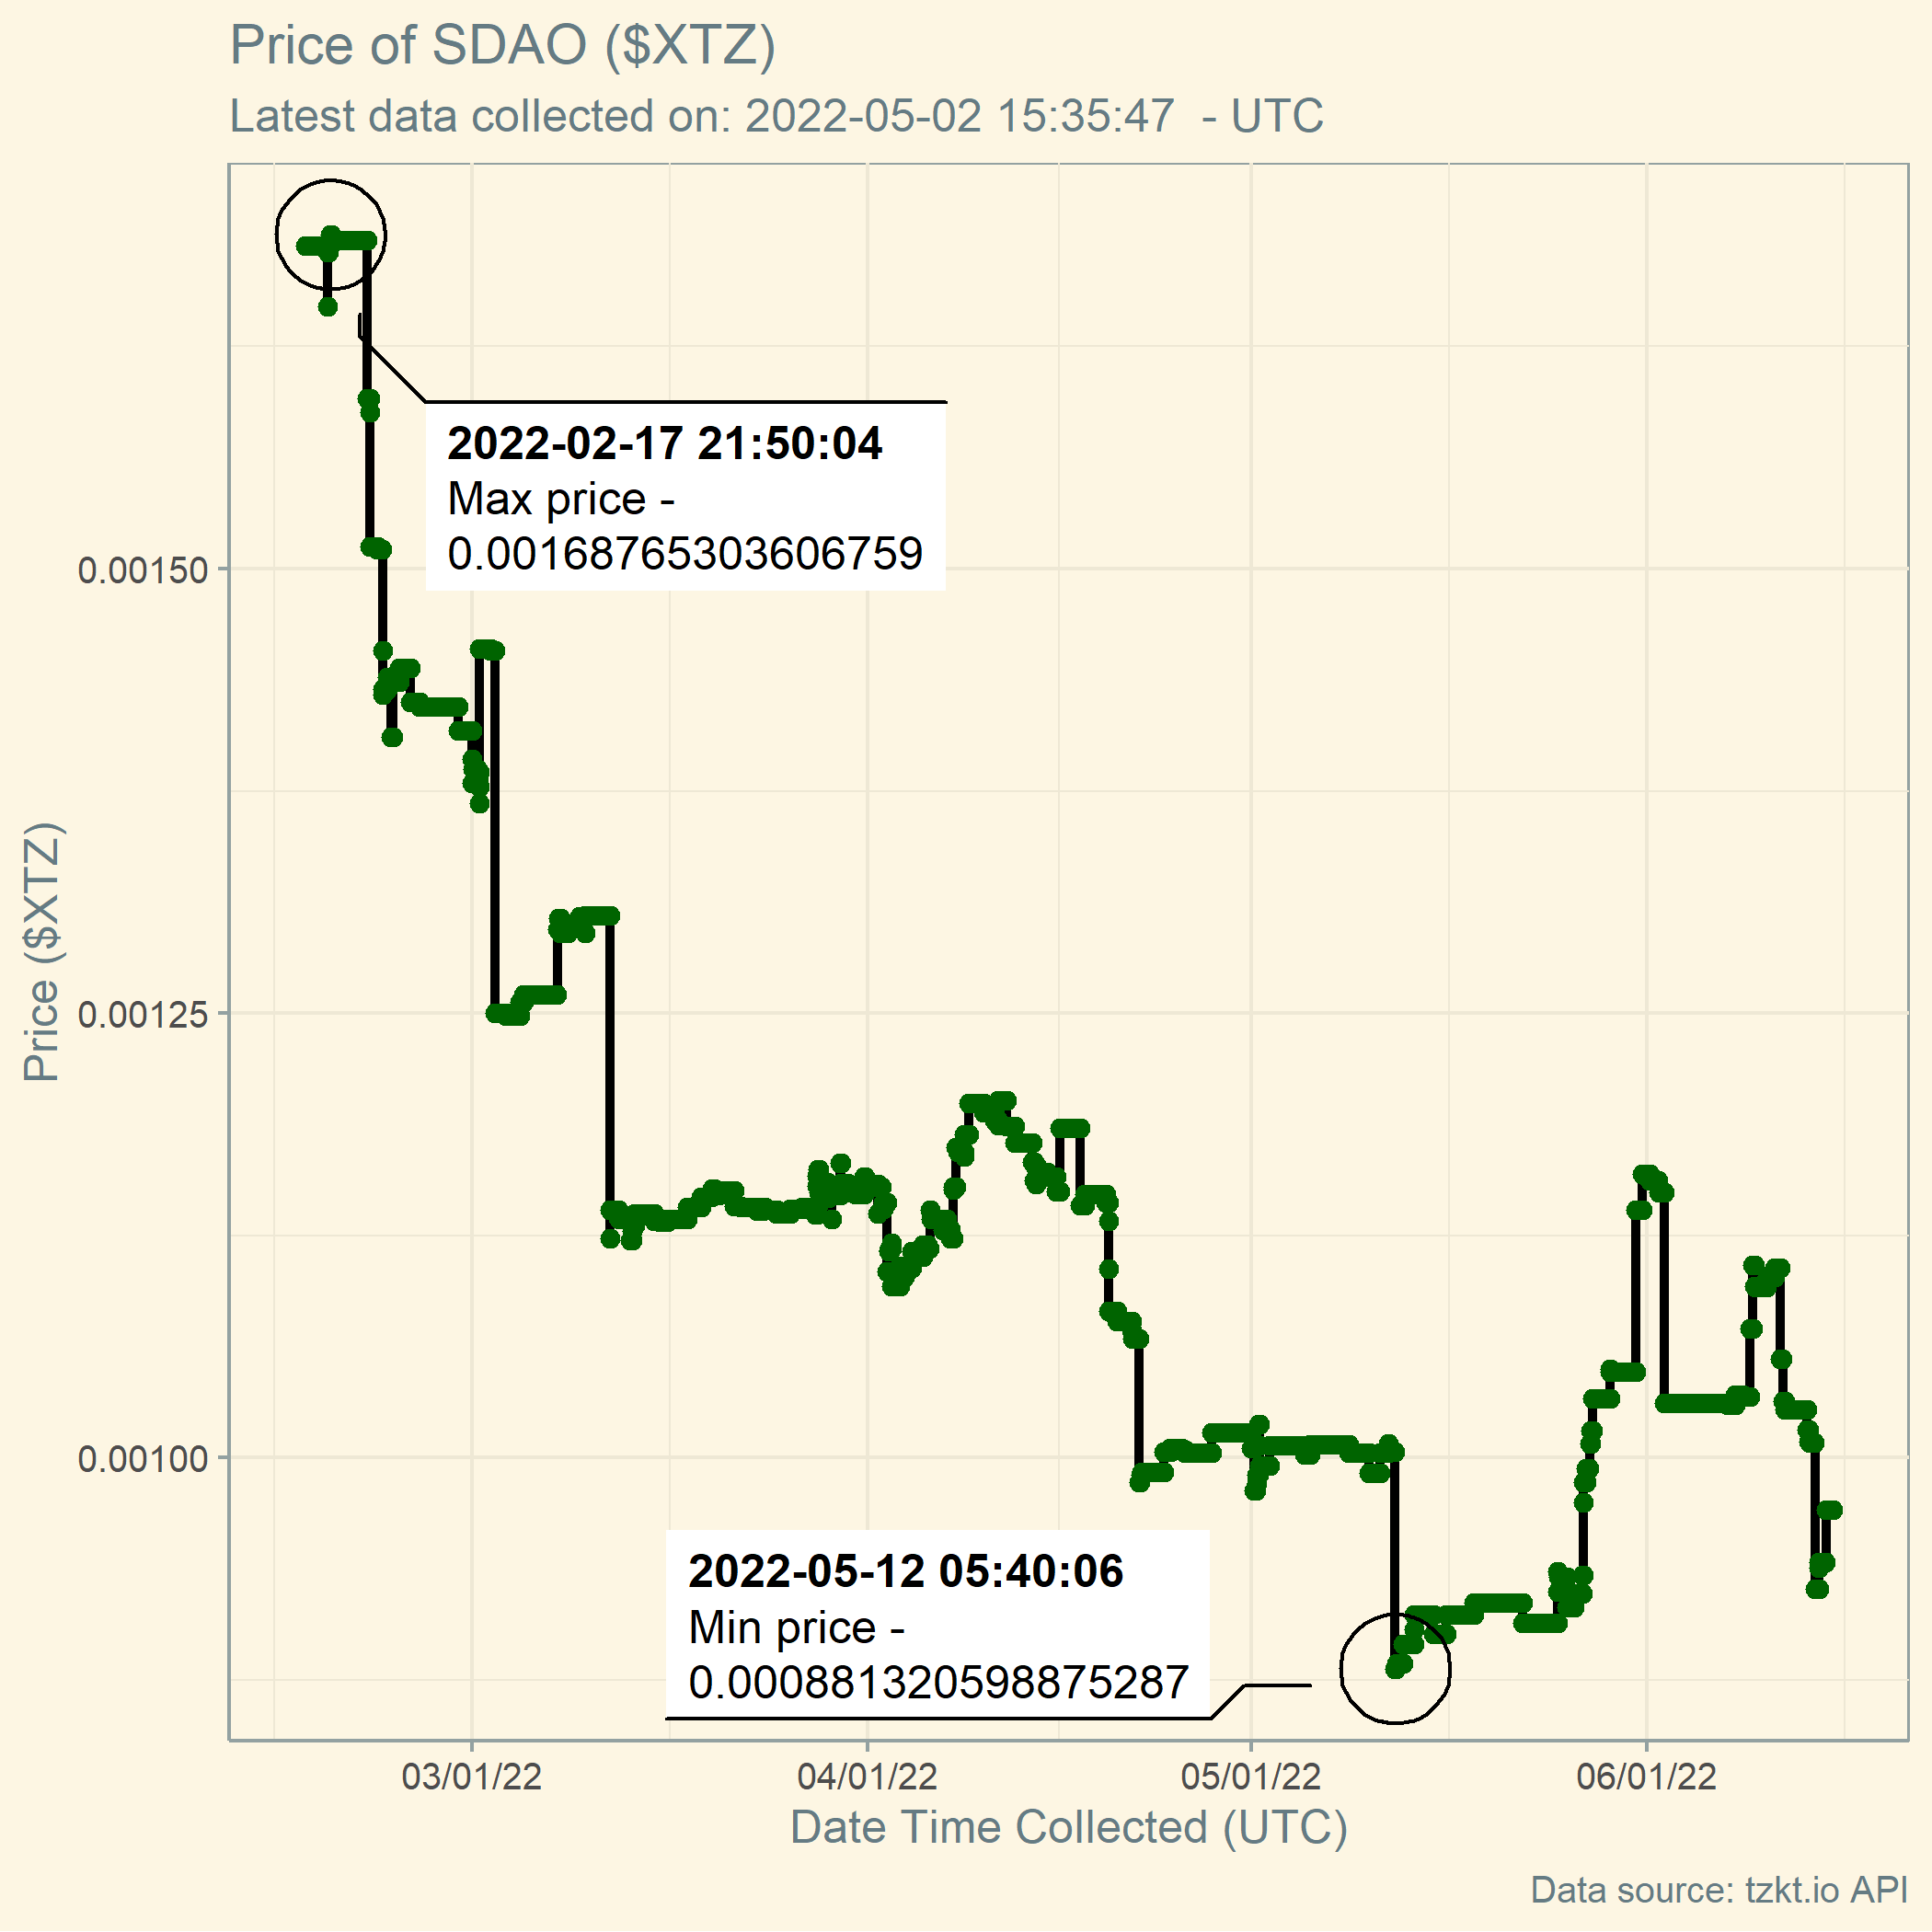 Price of SDAO ($XTZ)
Latest data collected on: 2022-05-02 15:35:47  - UTC
2022-02-17 21:50:04
Max price -
0.00168765303606759
0.00150
0.00125
0.00100
Price ($XTZ)
2022-05-12 05:40:06
Min price -
0.000881320598875287
03/01/22
04/01/22
05/01/22
06/01/22
Date Time Collected (UTC)
Data source: tzkt.io API